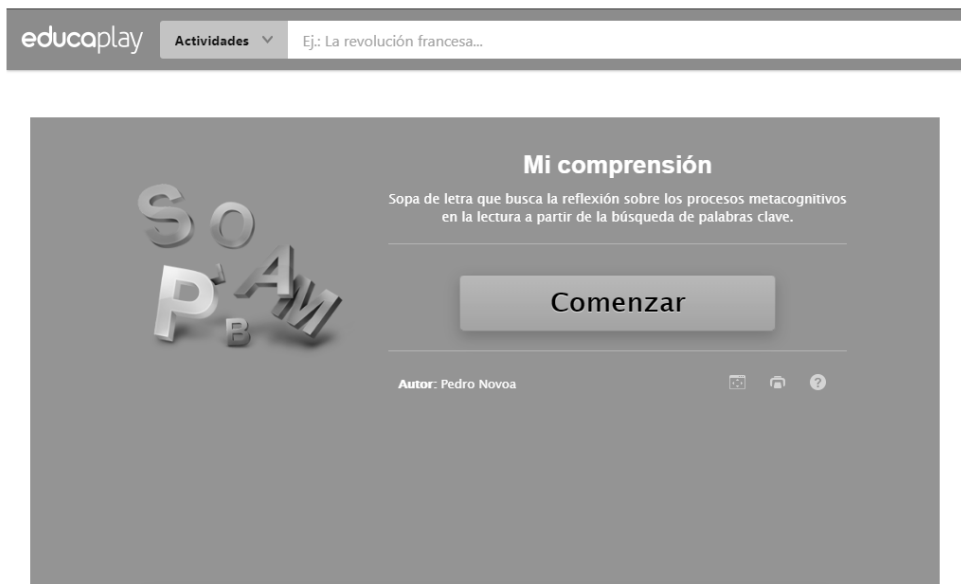 educaplay Actividades Ej.: La revolución francesa...
Mi comprensión
Sopa de letra que busca la reflexión sobre los procesos metacognitivos
en la lectura a partir de la búsqueda de palabras clave.
S O
P A M
B
Comenzar
Autor: Pedro Novoa
?